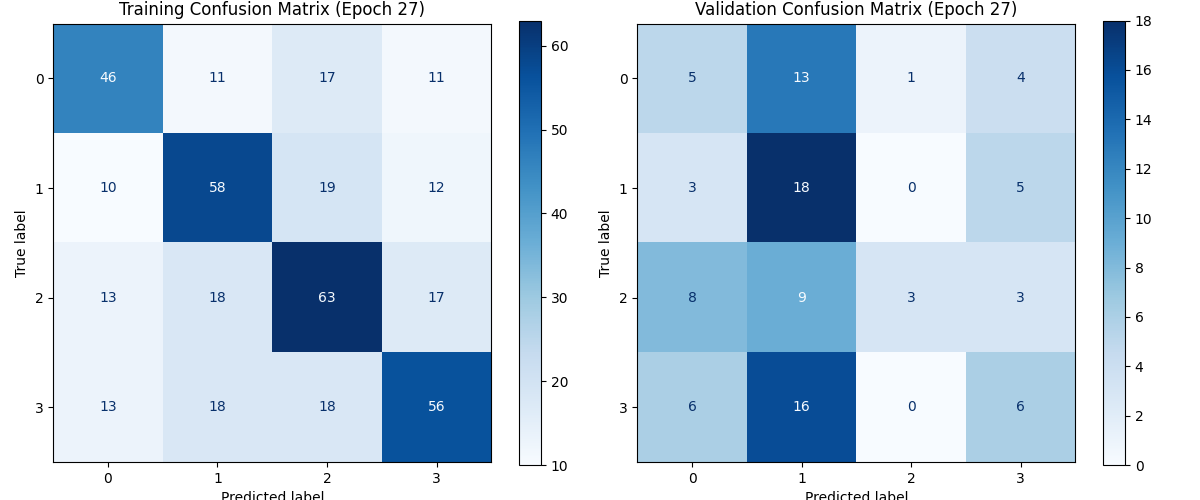 Training Confusion Matrix (Epoch 27)
0 46 11 17 11
1 10 58 19 12
2 13 18 63 17
3 13 18 18 56
0 1 2 3
Predicted label
True label
60
50
40
30
20
10
Validation Confusion Matrix (Epoch 27)
0 5 13 1 4
1 3 18 0 5
2 8 9 3 3
3 6 16 0 6
0 1 2 3
Predicted label
True label
18
16
14
12
10
8
6
4
2
0